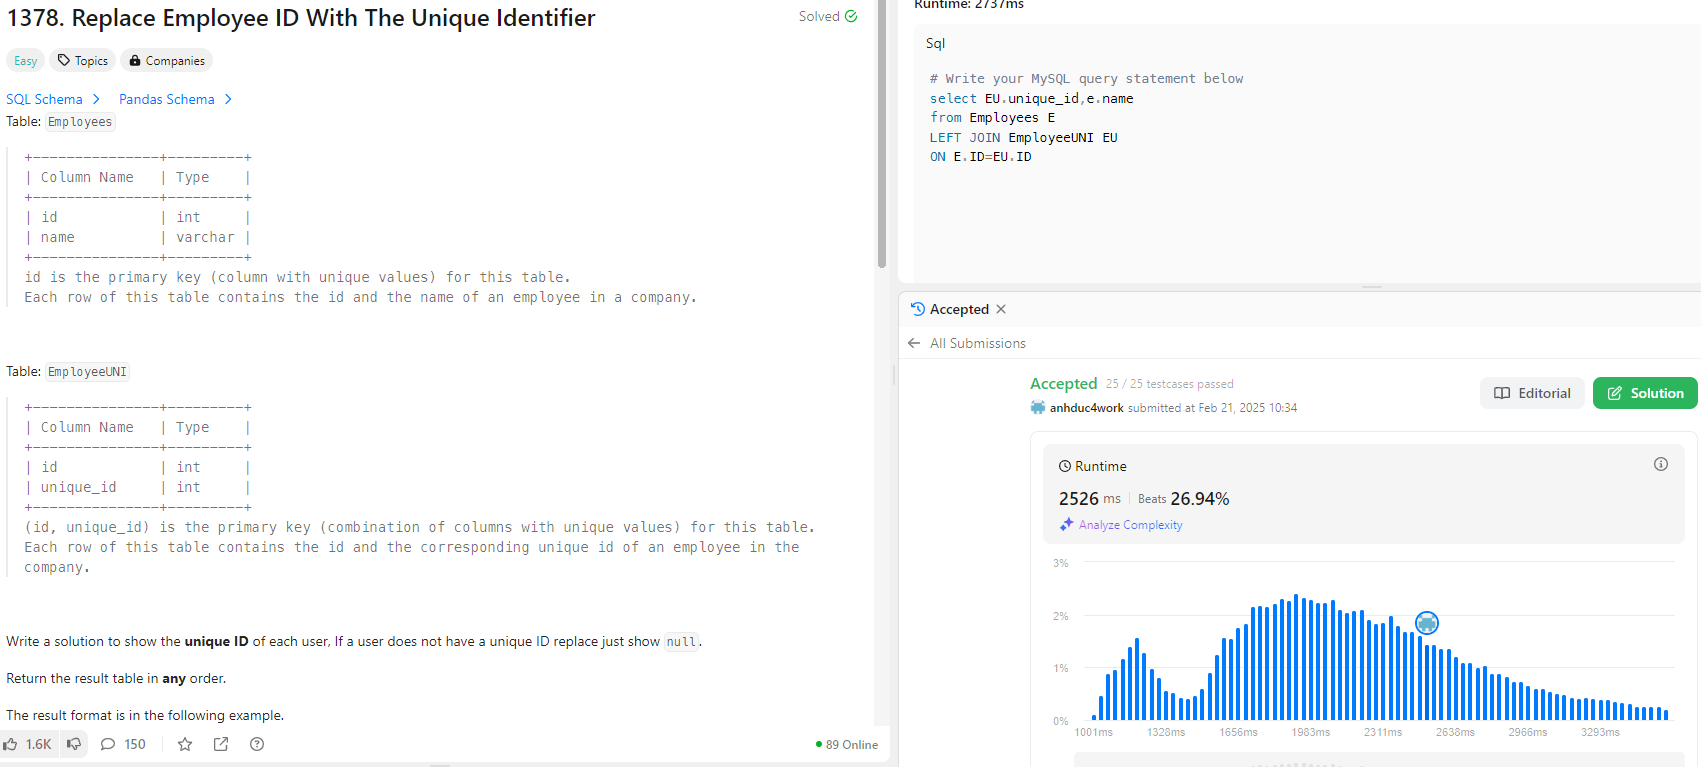 1378. Replace Employee ID With The Unique Identifier
Solved
Easy
Topics
Companies
SQL Schema
Pandas Schema
Table: Employees
+---------------+---------+
| Column Name   | Type    |
+---------------+---------+
| id            | int     |
| name          | varchar |
+---------------+---------+
id is the primary key (column with unique values) for this table.
Each row of this table contains the id and the name of an employee in a company.
Table: EmployeeUNI
+---------------+---------+
| Column Name   | Type    |
+---------------+---------+
| id            | int     |
| unique_id     | int     |
+---------------+---------+
(id, unique_id) is the primary key (combination of columns with unique values) for this table.
Each row of this table contains the id and the corresponding unique id of an employee in the
company.
Write a solution to show the unique ID of each user, If a user does not have a unique ID replace just show null.
Return the result table in any order.
The result format is in the following example.
1.6K
150
89 Online
Runtime: 2737ms
Sql
# Write your MySQL query statement below
select EU.unique_id,e.name
from Employees E
LEFT JOIN EmployeeUNI EU
ON E.ID=EU.ID
Accepted
All Submissions
Accepted 25 / 25 testcases passed
anhduc4work submitted at Feb 21, 2025 10:34
Editorial
Solution
Runtime
2526 ms | Beats 26.94%
Analyze Complexity
3%
2%
1%
0%
1001ms 1328ms 1656ms 1983ms 2311ms 2638ms 2966ms 3293ms